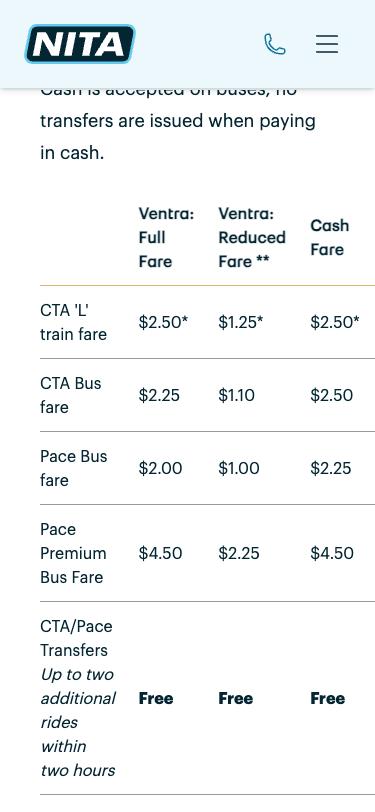 NITA
Cash is accepted on buses, no
transfers are issued when paying
in cash.
Ventra: Full Fare | Ventra: Reduced Fare ** | Cash Fare
CTA 'L' train fare | $2.50* | $1.25* | $2.50*
CTA Bus fare | $2.25 | $1.10 | $2.50
Pace Bus fare | $2.00 | $1.00 | $2.25
Pace Premium Bus Fare | $4.50 | $2.25 | $4.50
CTA/Pace Transfers Up to two additional rides within two hours | Free | Free | Free